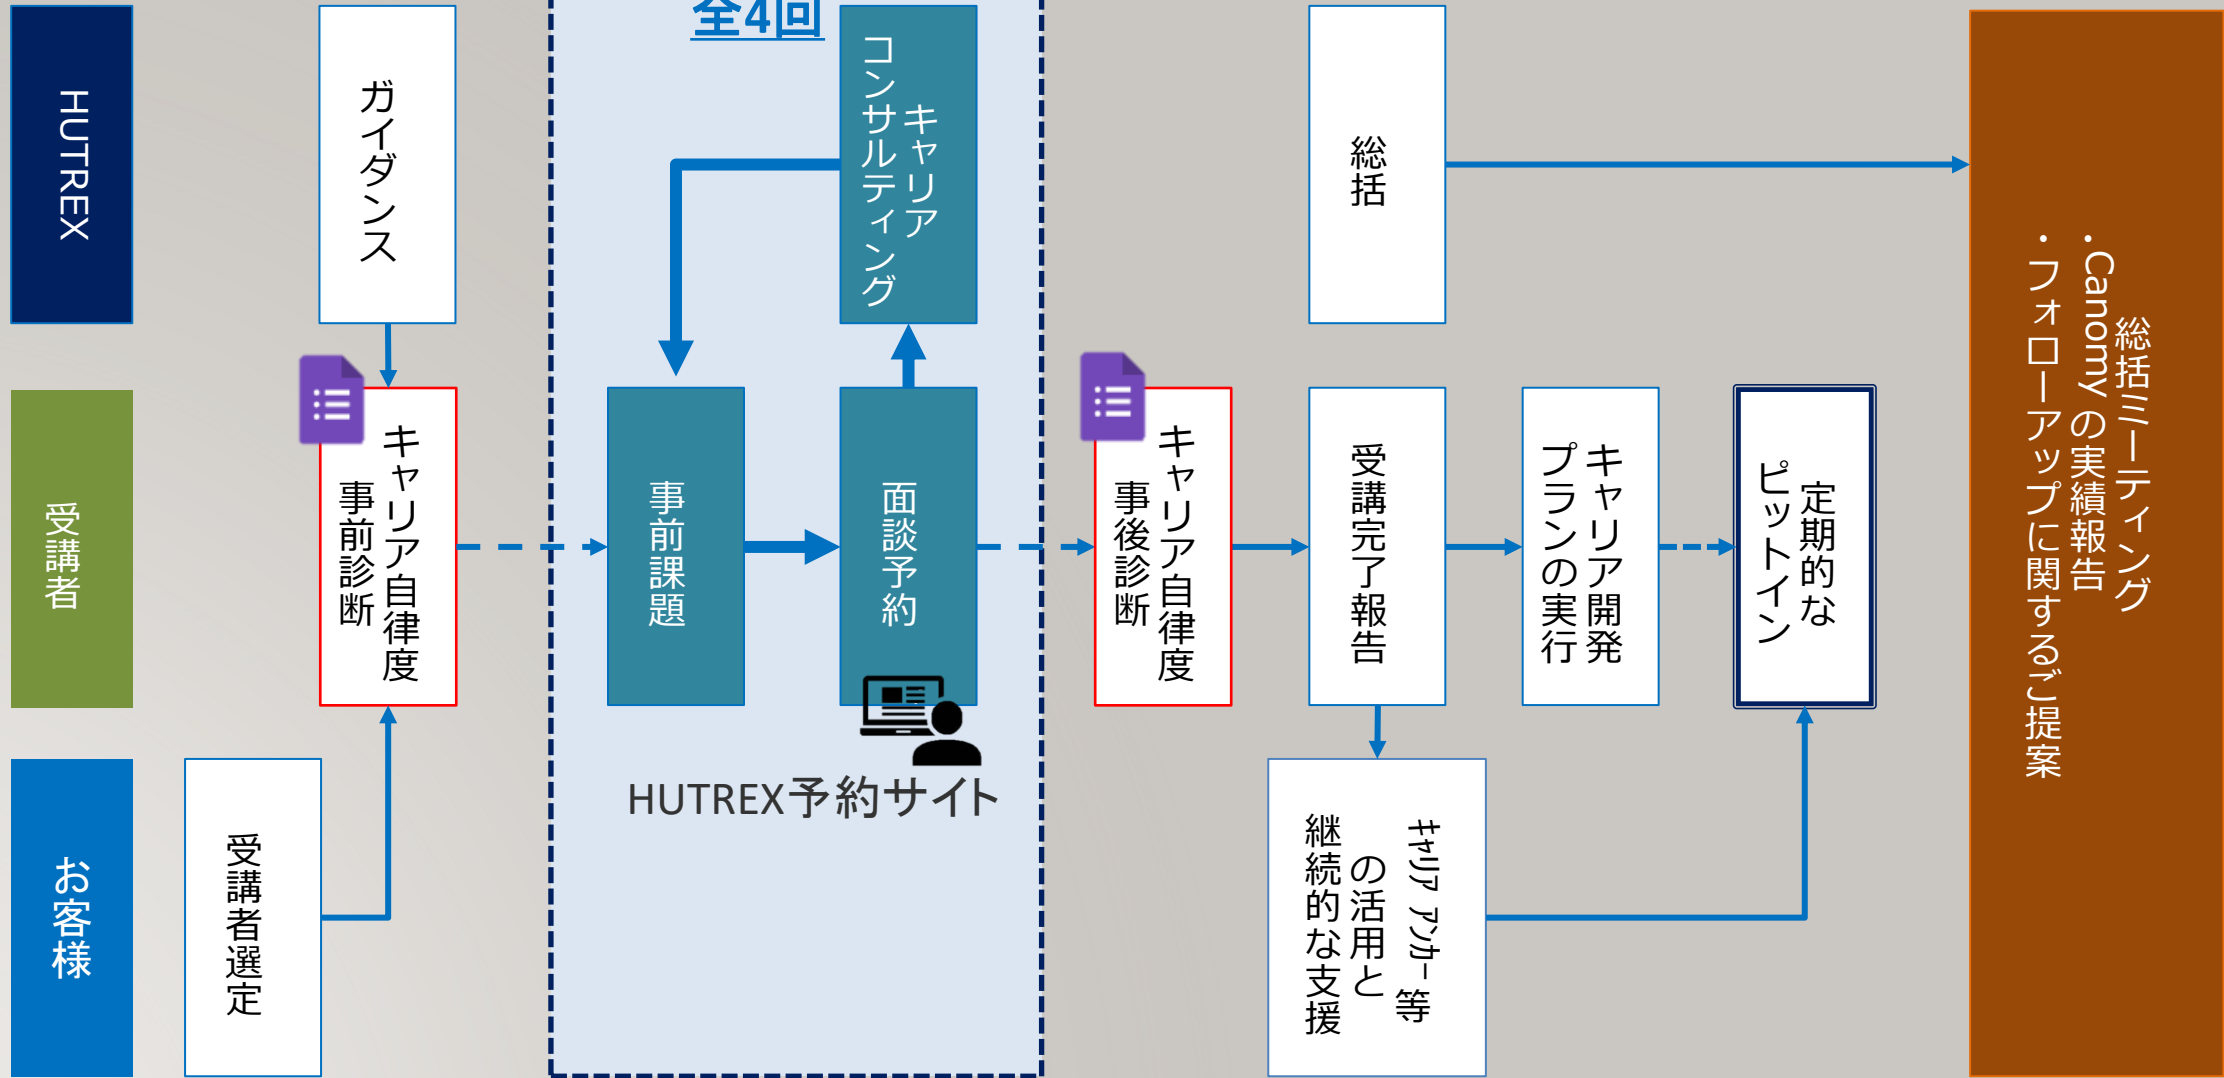 全4回
HUTREX
ガイダンス
キャリア
コンサルティング
総括
受講者
キャリア自律度
事前診断
事前課題
面談予約
HUTREX予約サイト
キャリア自律度
事後診断
受講完了報告
キャリア開発
プランの実行
定期的な
ピットイン
お客様
受講者選定
ｷｬﾘｱ ｱﾝｶｰ等
の活用と
継続的な支援
総括ミーティング
・Canomy の実績報告
・フォローアップに関するご提案